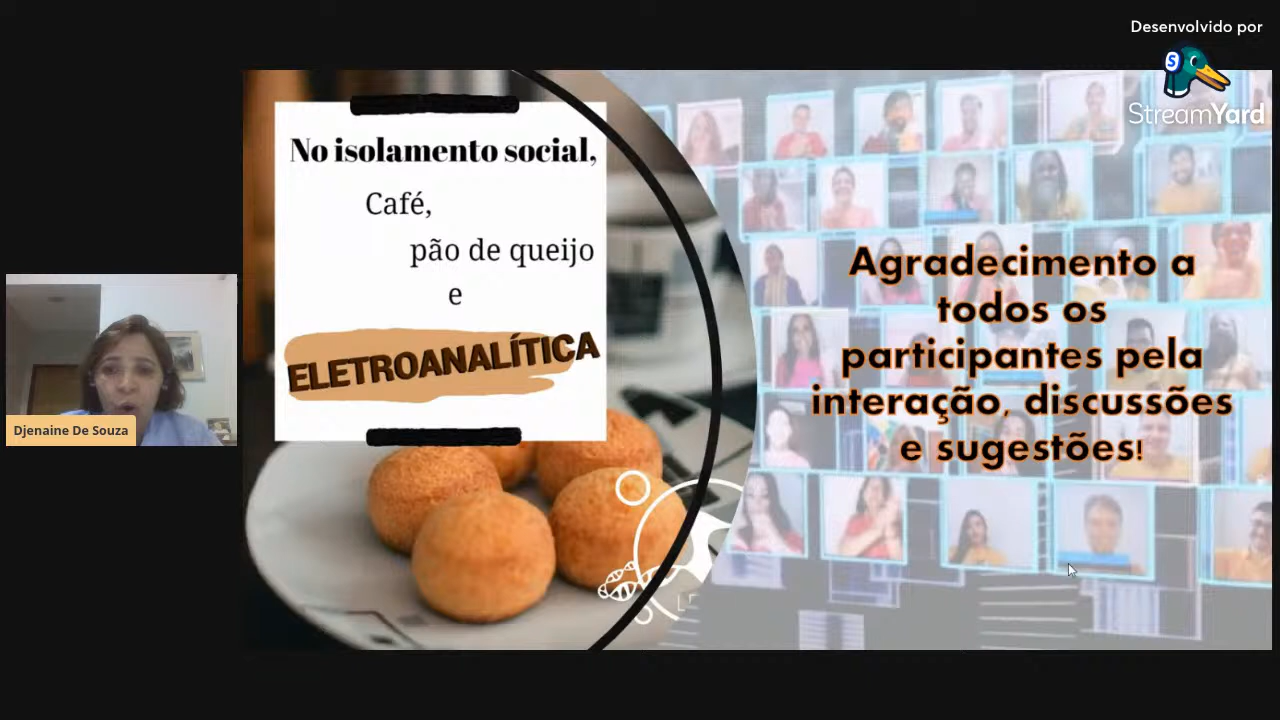 Desenvolvido por
StreamYard
No isolamento social,
Café,
pão de queijo
e
ELETROANALÍTICA
Agradecimento a
todos os
participantes pela
interação, discussões
e sugestões!
Djenaine De Souza